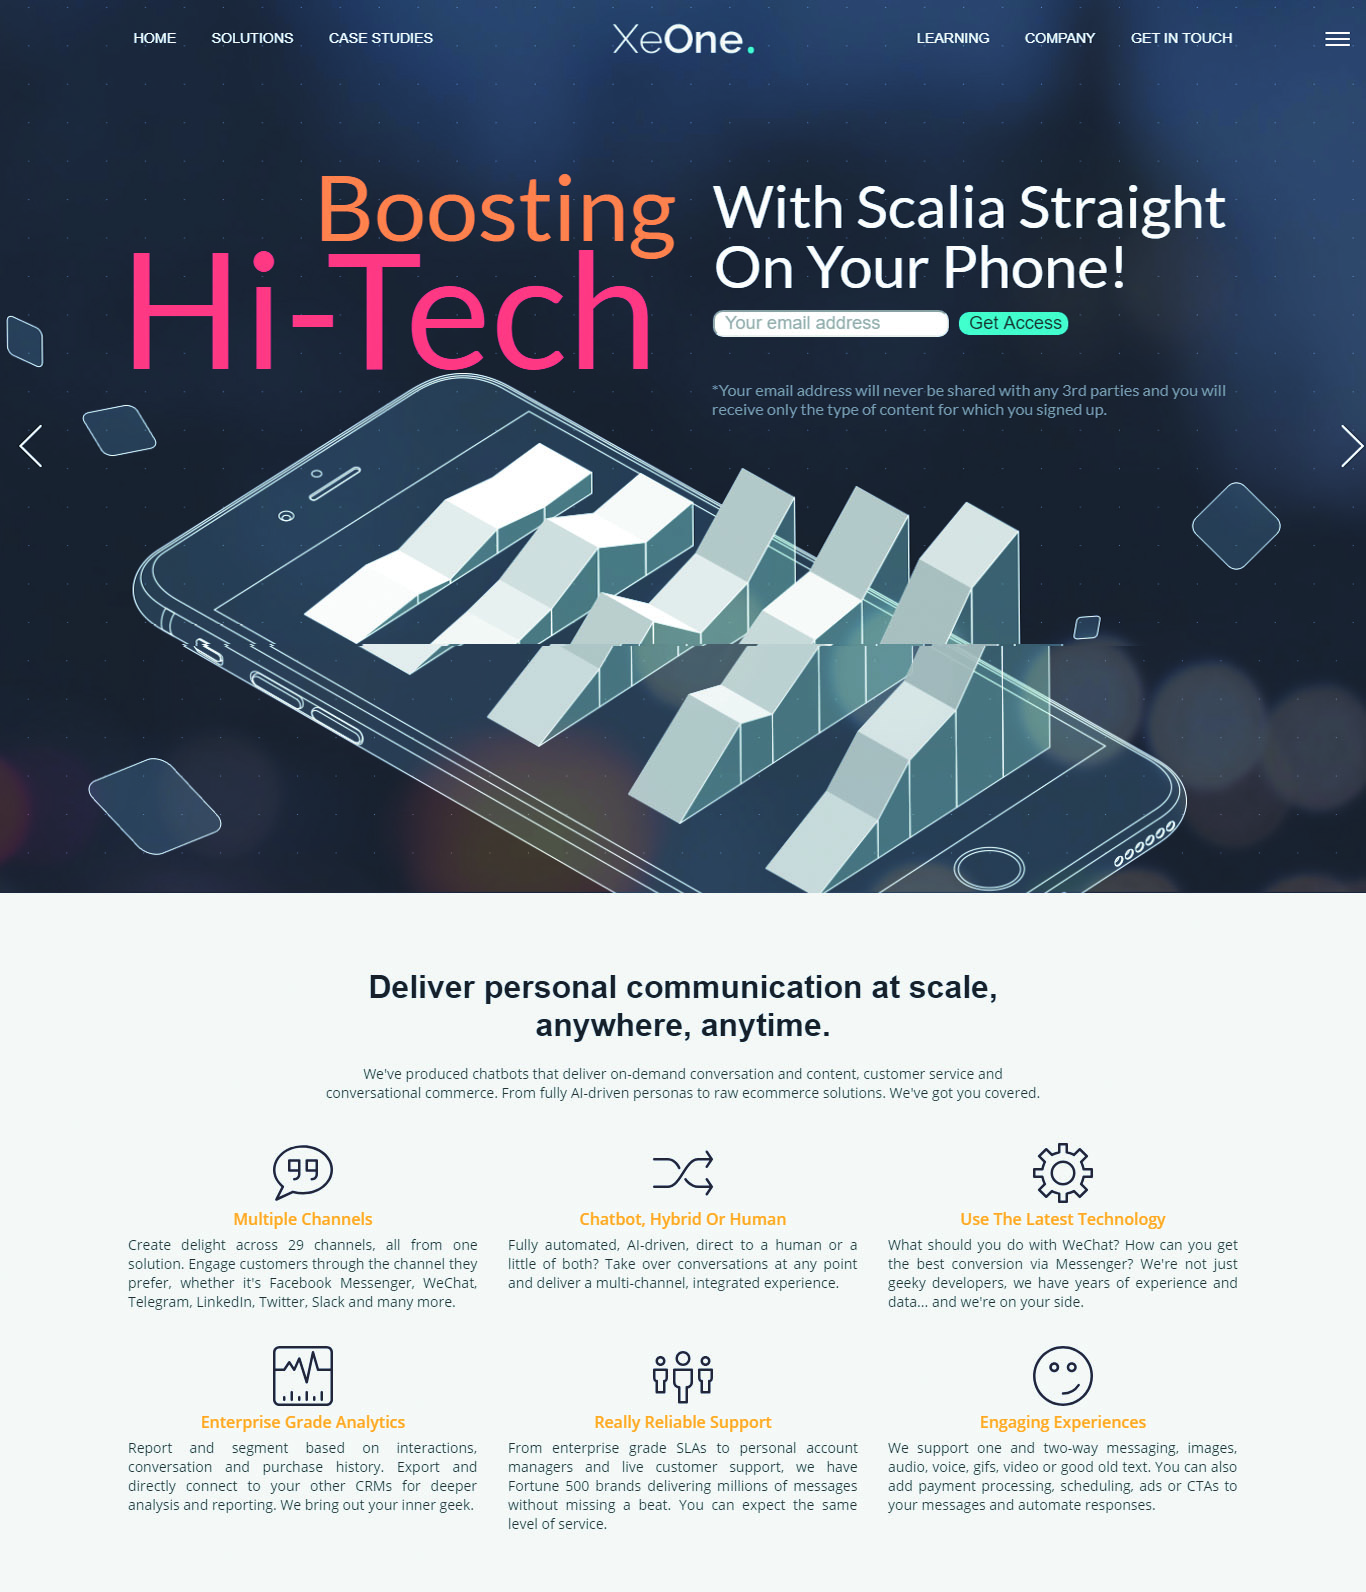 HOME SOLUTIONS CASE STUDIES XeOne. LEARNING COMPANY GET IN TOUCH
Boosting
Hi-Tech
With Scalia Straight
On Your Phone!
Your email address Get Access
*Your email address will never be shared with any 3rd parties and you will
receive only the type of content for which you signed up.
Deliver personal communication at scale,
anywhere, anytime.
We've produced chatbots that deliver on-demand conversation and content, customer service and
conversational commerce. From fully AI-driven personas to raw ecommerce solutions. We've got you covered.
Multiple Channels
Create delight across 29 channels, all from one
solution. Engage customers through the channel they
prefer, whether it's Facebook Messenger, WeChat,
Telegram, LinkedIn, Twitter, Slack and many more.
Chatbot, Hybrid Or Human
Fully automated, AI-driven, direct to a human or a
little of both? Take over conversations at any point
and deliver a multi-channel, integrated experience.
Use The Latest Technology
What should you do with WeChat? How can you get
the best conversion via Messenger? We're not just
geeky developers, we have years of experience and
data... and we're on your side.
Enterprise Grade Analytics
Report and segment based on interactions,
conversation and purchase history. Export and
directly connect to your other CRMs for deeper
analysis and reporting. We bring out your inner geek.
Really Reliable Support
From enterprise grade SLAs to personal account
managers and live customer support, we have
Fortune 500 brands delivering millions of messages
without missing a beat. You can expect the same
level of service.
Engaging Experiences
We support one and two-way messaging, images,
audio, voice, gifs, video or good old text. You can also
add payment processing, scheduling, ads or CTAs to
your messages and automate responses.